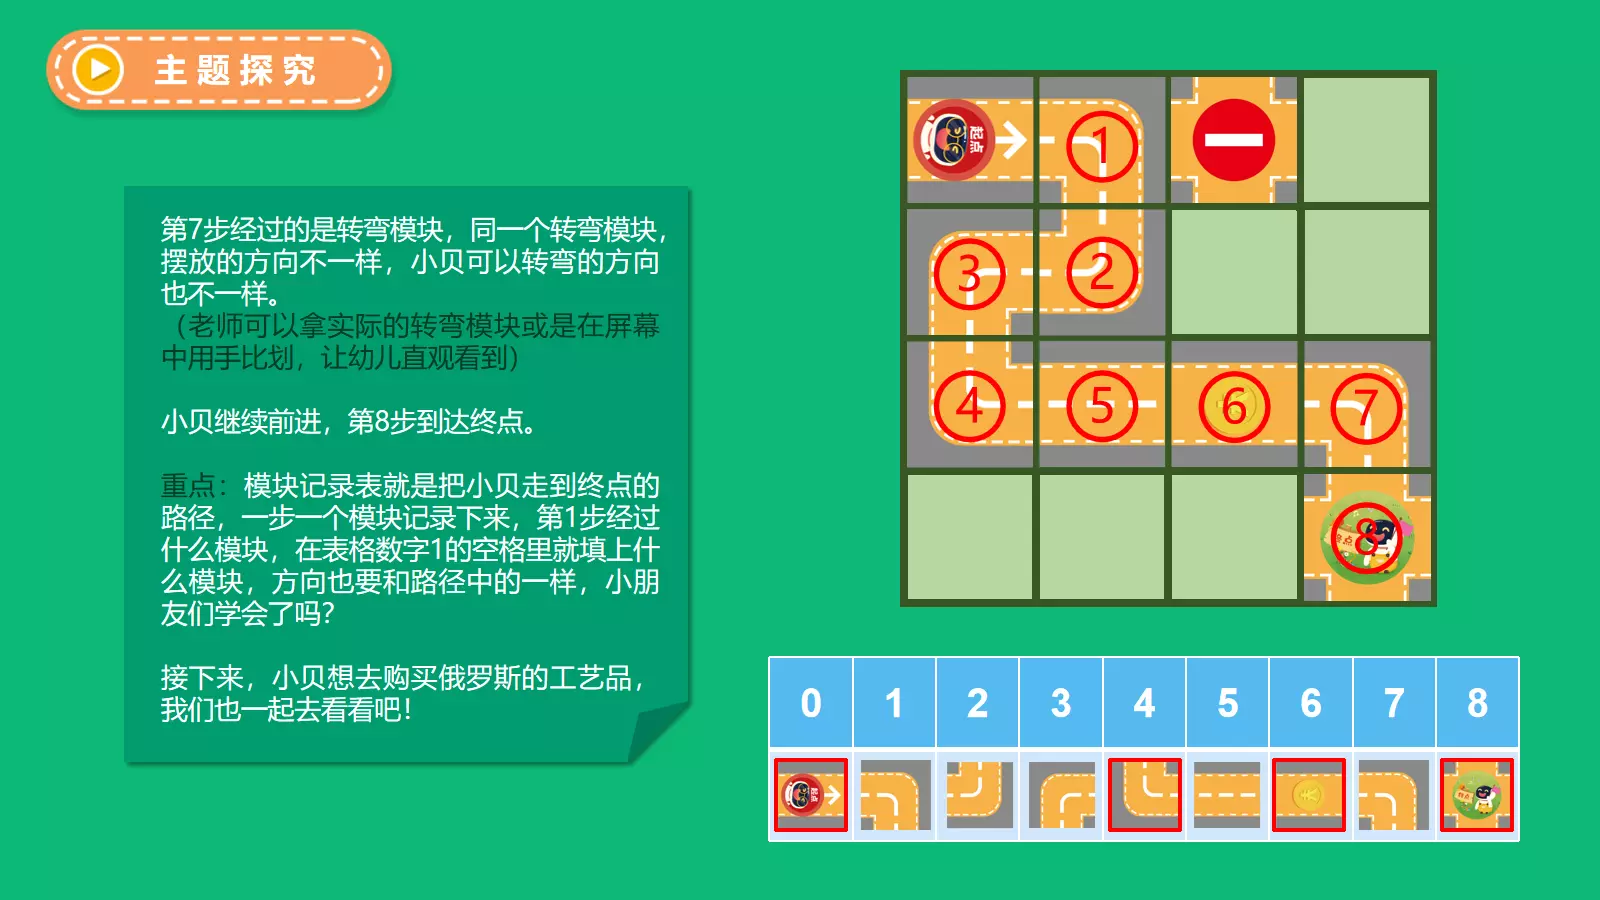 主题探究
第7步经过的是转弯模块，同一个转弯模块，
摆放的方向不一样，小贝可以转弯的方向
也不一样。
（老师可以拿实际的转弯模块或是在屏幕
中用手比划，让幼儿直观看到）
小贝继续前进，第8步到达终点。
重点：模块记录表就是把小贝走到终点的
路径，一步一个模块记录下来，第1步经过
什么模块，在表格数字1的空格里就填上什
么模块，方向也要和路径中的一样，小朋
友们学会了吗？
接下来，小贝想去购买俄罗斯的工艺品，
我们也一起去看看吧！
起点
1
3
2
4
5
6
7
8
终点
0 1 2 3 4 5 6 7 8
起点
终点